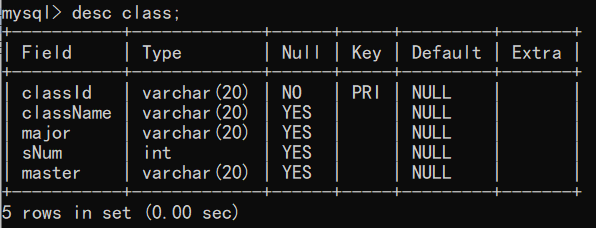 mysql> desc class;
+-----------+-------------+------+-----+---------+-------+
| Field     | Type        | Null | Key | Default | Extra |
+-----------+-------------+------+-----+---------+-------+
| classId   | varchar(20) | NO   | PRI | NULL    |       |
| className | varchar(20) | YES  |     | NULL    |       |
| major     | varchar(20) | YES  |     | NULL    |       |
| sNum      | int         | YES  |     | NULL    |       |
| master    | varchar(20) | YES  |     | NULL    |       |
+-----------+-------------+------+-----+---------+-------+
5 rows in set (0.00 sec)